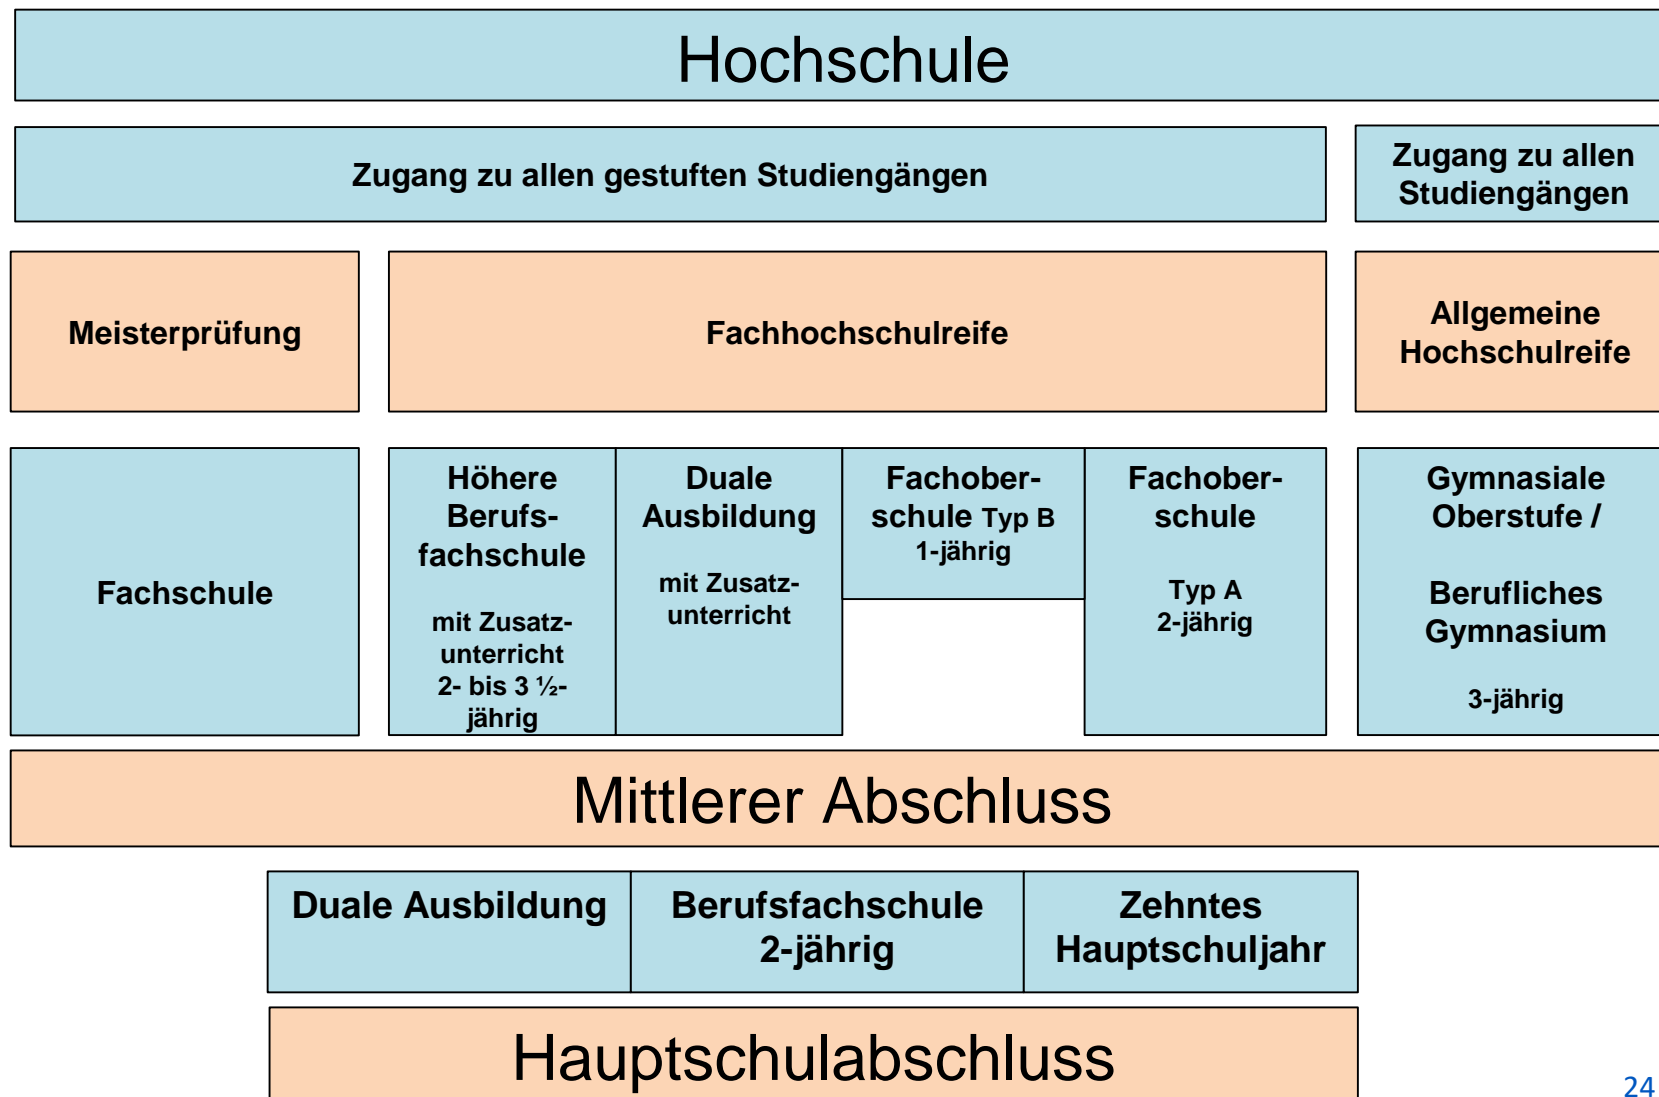 Hochschule
Zugang zu allen gestuften Studiengängen
Zugang zu allen
Studiengängen
Meisterprüfung
Fachhochschulreife
Allgemeine
Hochschulreife
Fachschule
Höhere
Berufs-
fachschule
mit Zusatz-
unterricht
2- bis 3 ½-
jährig
Duale
Ausbildung
mit Zusatz-
unterricht
Fachober-
schule Typ B
1-jährig
Fachober-
schule
Typ A
2-jährig
Gymnasiale
Oberstufe /
Berufliches
Gymnasium
3-jährig
Mittlerer Abschluss
Duale Ausbildung
Berufsfachschule
2-jährig
Zehntes
Hauptschuljahr
Hauptschulabschluss
24